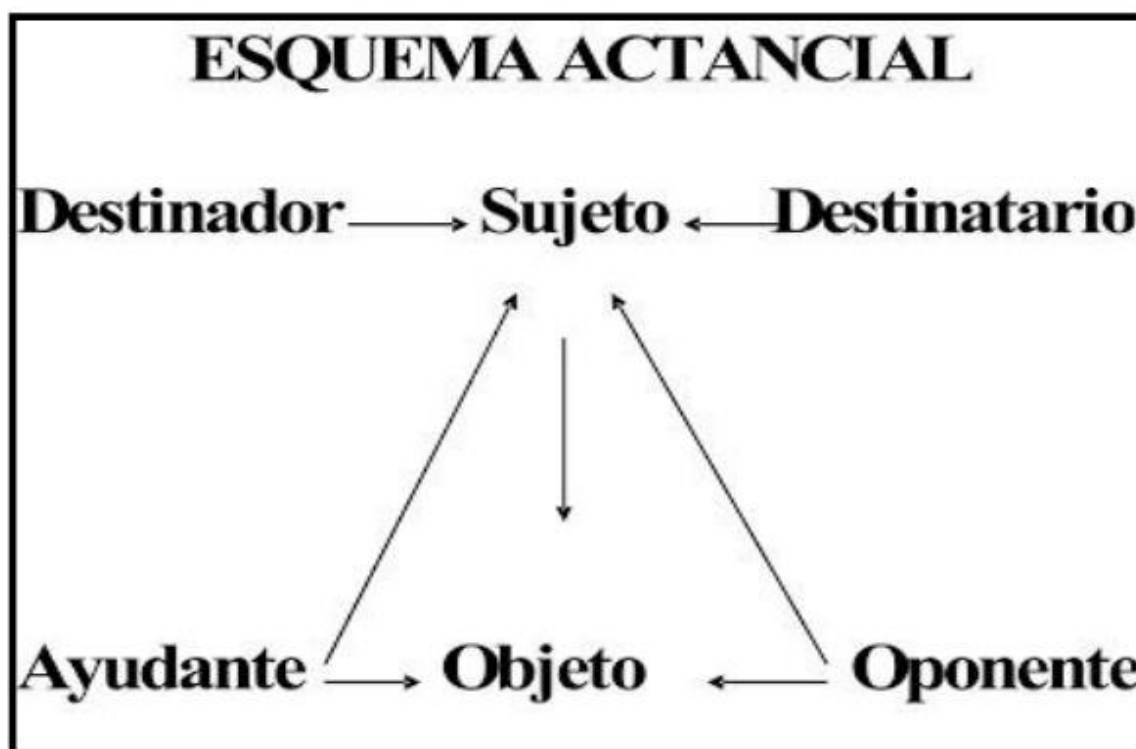 ESQUEMA ACTANCIAL
Destinador Sujeto Destinatario
Ayudante Objeto Oponente